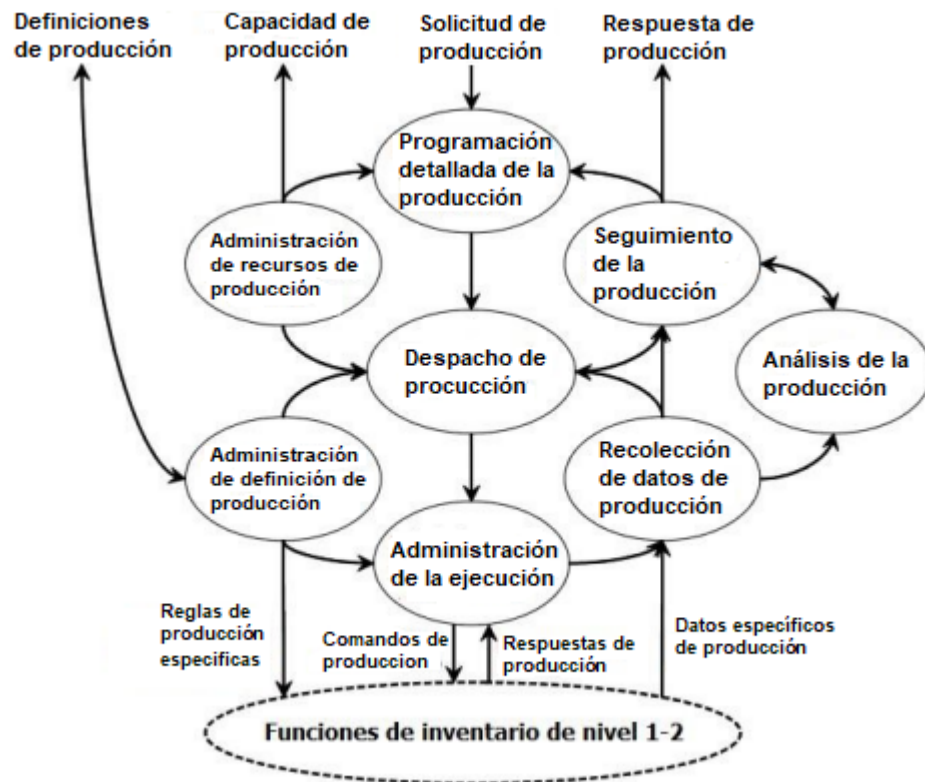 Definiciones
de producción
Capacidad de
producción
Solicitud de
producción
Respuesta de
producción
Programación
detallada de la
producción
Administración
de recursos de
producción
Seguimiento
de la
producción
Despacho de
procucción
Análisis de la
producción
Administración
de definición de
producción
Recolección
de datos de
producción
Administración
de la ejecución
Reglas de
producción
especificas
Comandos de
produccion
Respuestas de
producción
Datos específicos
de producción
Funciones de inventario de nivel 1-2